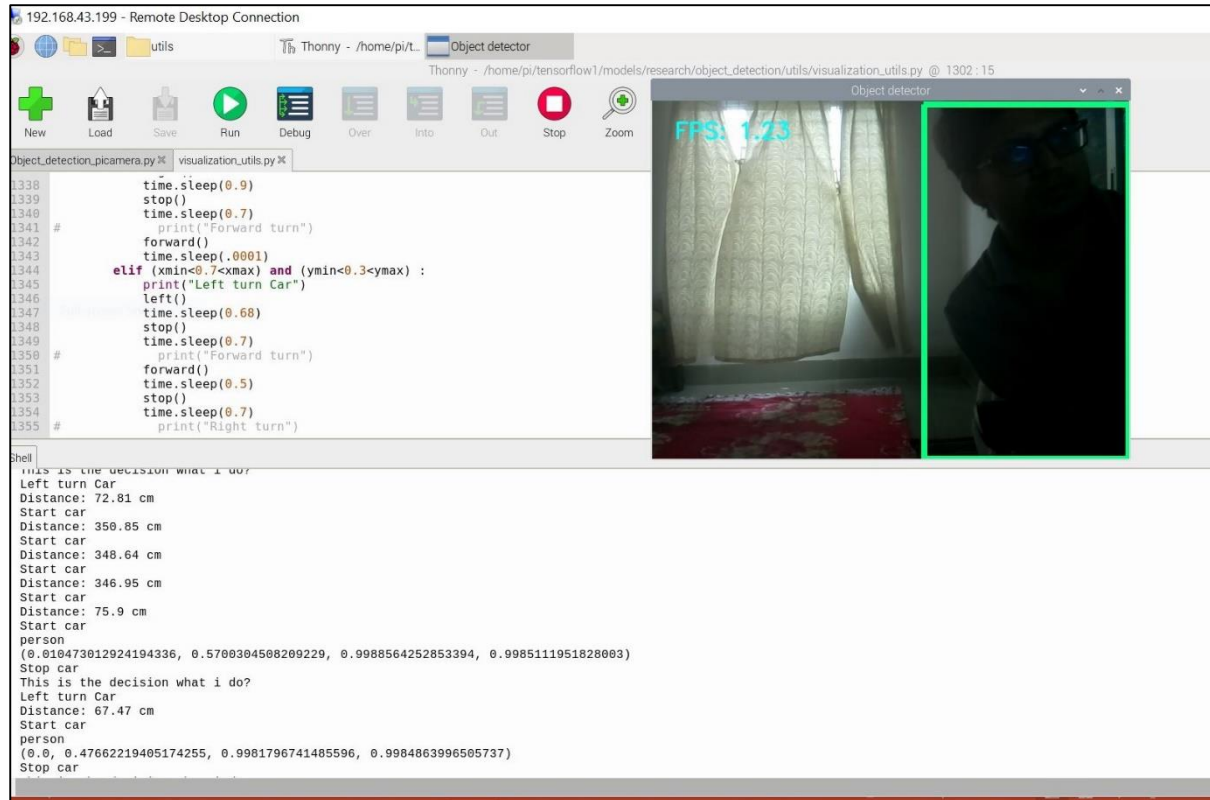 192.168.43.199 - Remote Desktop Connection
utils
Thonny - /home/pi/t..
Object detector
Thonny - /home/pi/tensorflow1/models/research/object_detection/utils/visualization_utils.py @ 1302 : 15
New Load Save Run Debug Over Into Out Stop Zoom
Object detector
FPS: 1.23
Object_detection_picamera.py visualization_utils.py
1338 time.sleep(0.9)
1339 stop()
1340 time.sleep(0.7)
1341 # print("Forward turn")
1342 forward()
1343 time.sleep(.0001)
1344 elif (xmin<0.7<xmax) and (ymin<0.3<ymax) :
1345 print("Left turn Car")
1346 left()
1347 time.sleep(0.68)
1348 stop()
1349 time.sleep(0.7)
1350 # print("Forward turn")
1351 forward()
1352 time.sleep(0.5)
1353 stop()
1354 time.sleep(0.7)
1355 # print("Right turn")
Shell
This is the decision what i do?
Left turn Car
Distance: 72.81 cm
Start car
Distance: 350.85 cm
Start car
Distance: 348.64 cm
Start car
Distance: 346.95 cm
Start car
Distance: 75.9 cm
Start car
person
(0.010473012924194336, 0.5700304508209229, 0.9988564252853394, 0.9985111951828003)
Stop car
This is the decision what i do?
Left turn Car
Distance: 67.47 cm
Start car
person
(0.0, 0.47662219405174255, 0.9981796741485596, 0.9984863996505737)
Stop car